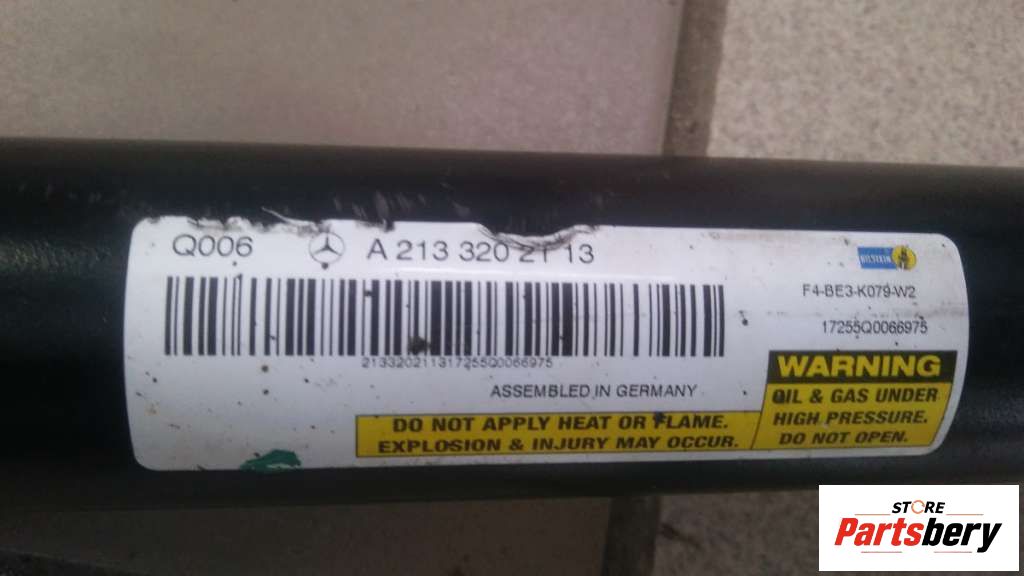 Q006 A 213 320 21 13
BILSTEIN
F4-BE3-K079-W2
17255Q0066975
213320211317255Q0066975
ASSEMBLED IN GERMANY
WARNING
OIL & GAS UNDER
HIGH PRESSURE.
DO NOT OPEN.
DO NOT APPLY HEAT OR FLAME.
EXPLOSION & INJURY MAY OCCUR.
STORE
Partsbery